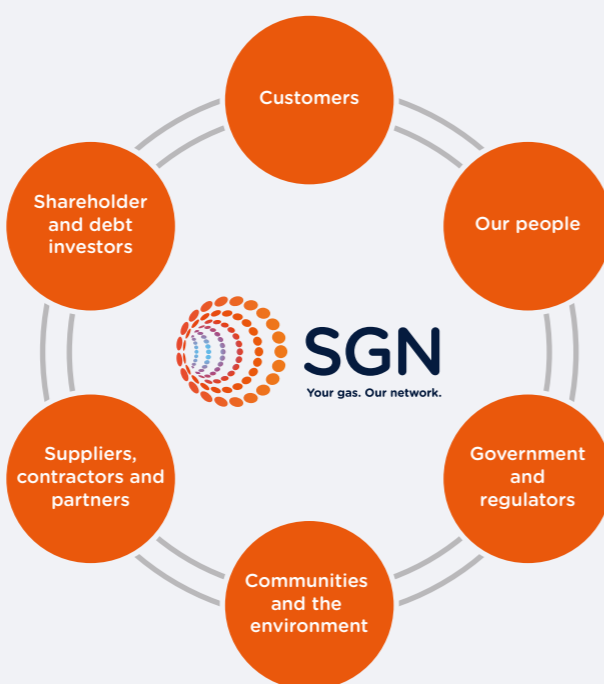 Customers
Our people
Government
and
regulators
Communities
and the
environment
Suppliers,
contractors and
partners
Shareholder
and debt
investors
SGN
Your gas. Our network.